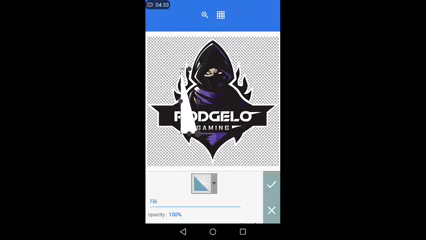 04:33
RODGELO
GAMING
Fill
opacity : 100%